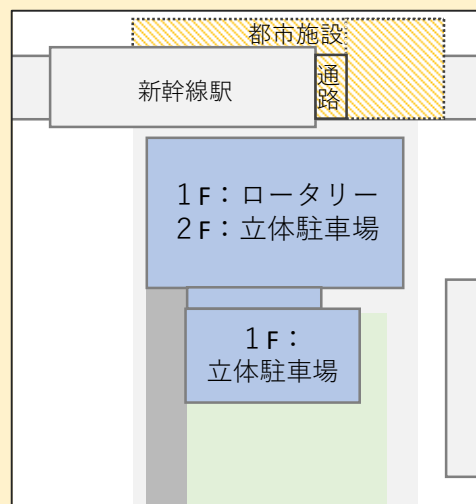 都市施設
新幹線駅
通路
１F：ロータリー
２F：立体駐車場
１F：
立体駐車場